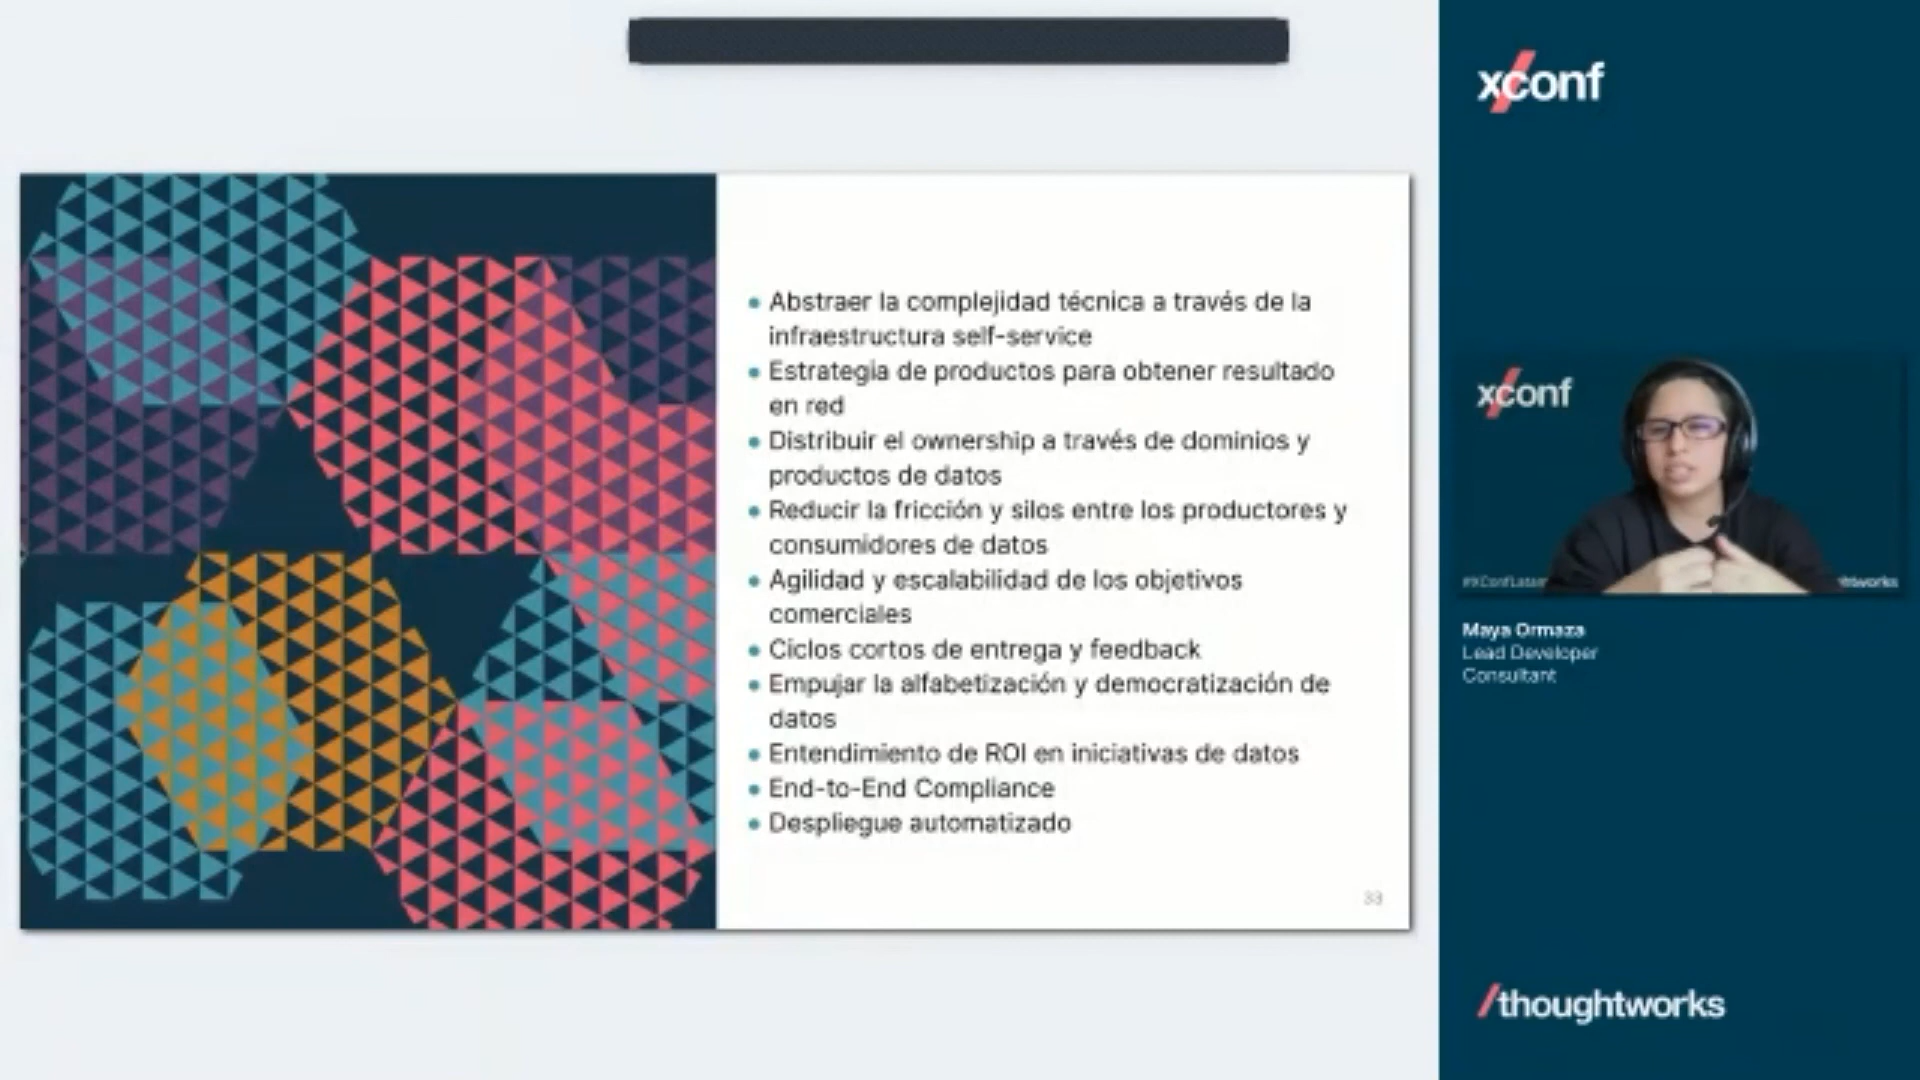 xconf
• Abstraer la complejidad técnica a través de la
infraestructura self-service
• Estrategia de productos para obtener resultado
en red
• Distribuir el ownership a través de dominios y
productos de datos
• Reducir la fricción y silos entre los productores y
consumidores de datos
• Agilidad y escalabilidad de los objetivos
comerciales
• Ciclos cortos de entrega y feedback
• Empujar la alfabetización y democratización de
datos
• Entendimiento de ROI en iniciativas de datos
• End-to-End Compliance
• Despliegue automatizado
33
xconf
Maya Ormaza
Lead Developer
Consultant
/thoughtworks